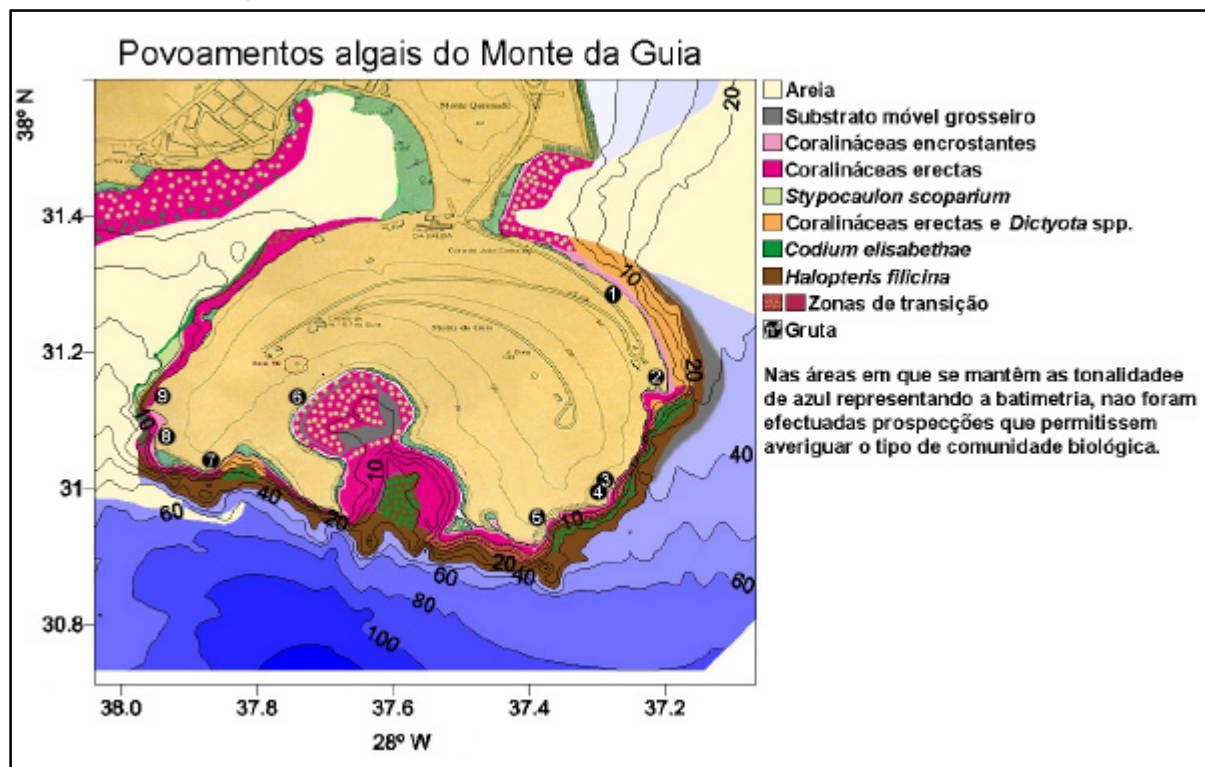 Povoamentos algais do Monte da Guia
38º N
31.4
31.2
31
30.8
38.0
37.8
37.6
37.4
37.2
28º W
Monte Queimado
Monte da Guia
20
10
20
40
60
10
1
2
3
4
5
6
7
8
9
10
60
40
20
10
20
40
60
80
100
Areia
Substrato móvel grosseiro
Coralináceas encrostantes
Coralináceas erectas
Stypocaulon scoparium
Coralináceas erectas e Dictyota spp.
Codium elisabethae
Halopteris filicina
Zonas de transição
Gruta
Nas áreas em que se mantêm as tonalidadee
de azul representando a batimetria, nao foram
efectuadas prospecções que permitissem
averiguar o tipo de comunidade biológica.